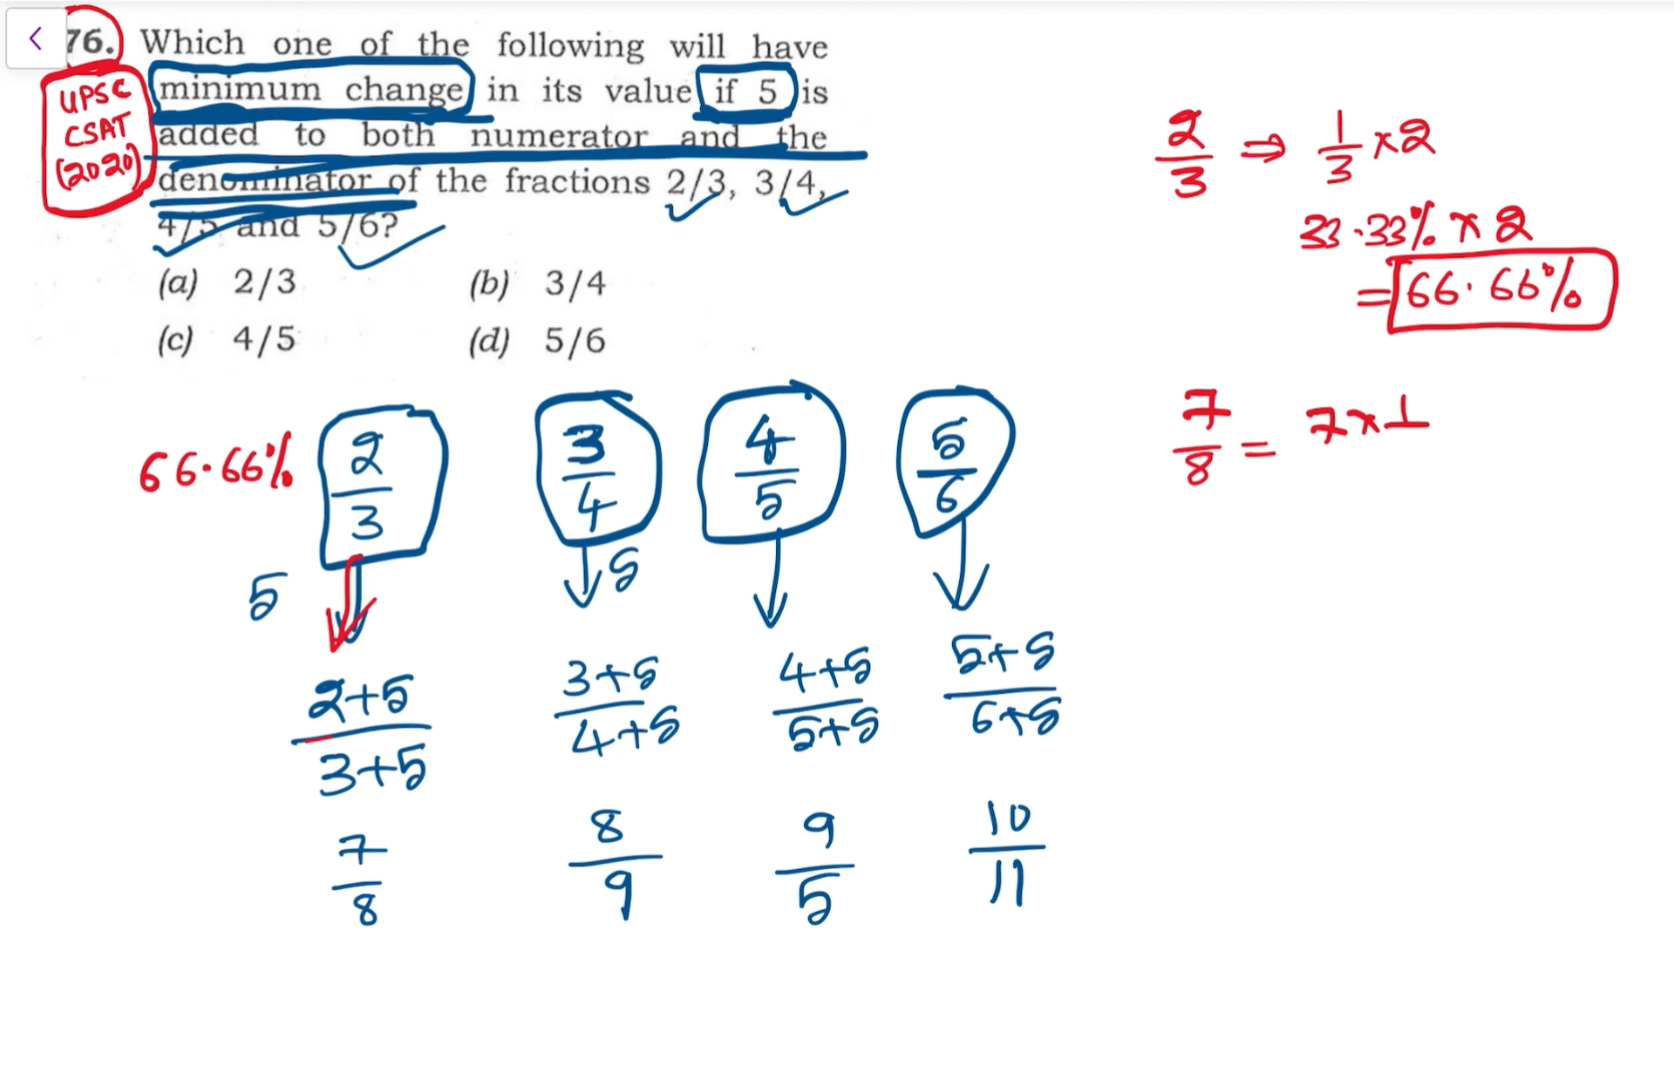 76. Which one of the following will have
minimum change in its value if 5 is
added to both numerator and the
denominator of the fractions 2/3, 3/4,
4/5 and 5/6?
(a) 2/3 (b) 3/4
(c) 4/5 (d) 5/6
UPSC
CSAT
(2020)
2/3 ⇒ 1/3 x2
33.33% x 2
= 66.66%
7/8 = 7x1
66.66% 2/3 3/4 4/5 5/6
5 5
2+5/3+5 3+5/4+5 4+5/5+5 5+5/6+5
7/8 8/9 9/5 10/11